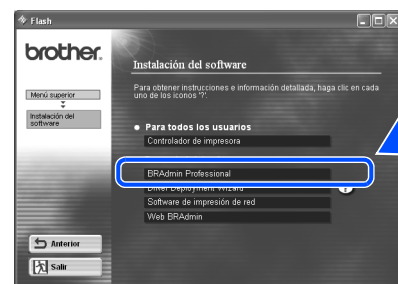 Flash
brother.
Instalación del software
Para obtener instrucciones e información detallada, haga clic en cada
uno de los iconos '?'.
Menú superior
Instalación del
software
Para todos los usuarios
Controlador de impresora
BRAdmin Professional
Driver Deployment Wizard
Software de impresión de red
Web BRAdmin
Anterior
Salir